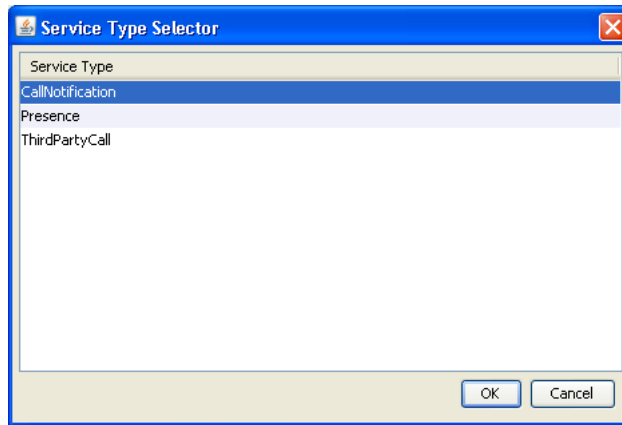 Service Type Selector
Service Type
CallNotification
Presence
ThirdPartyCall
OK Cancel